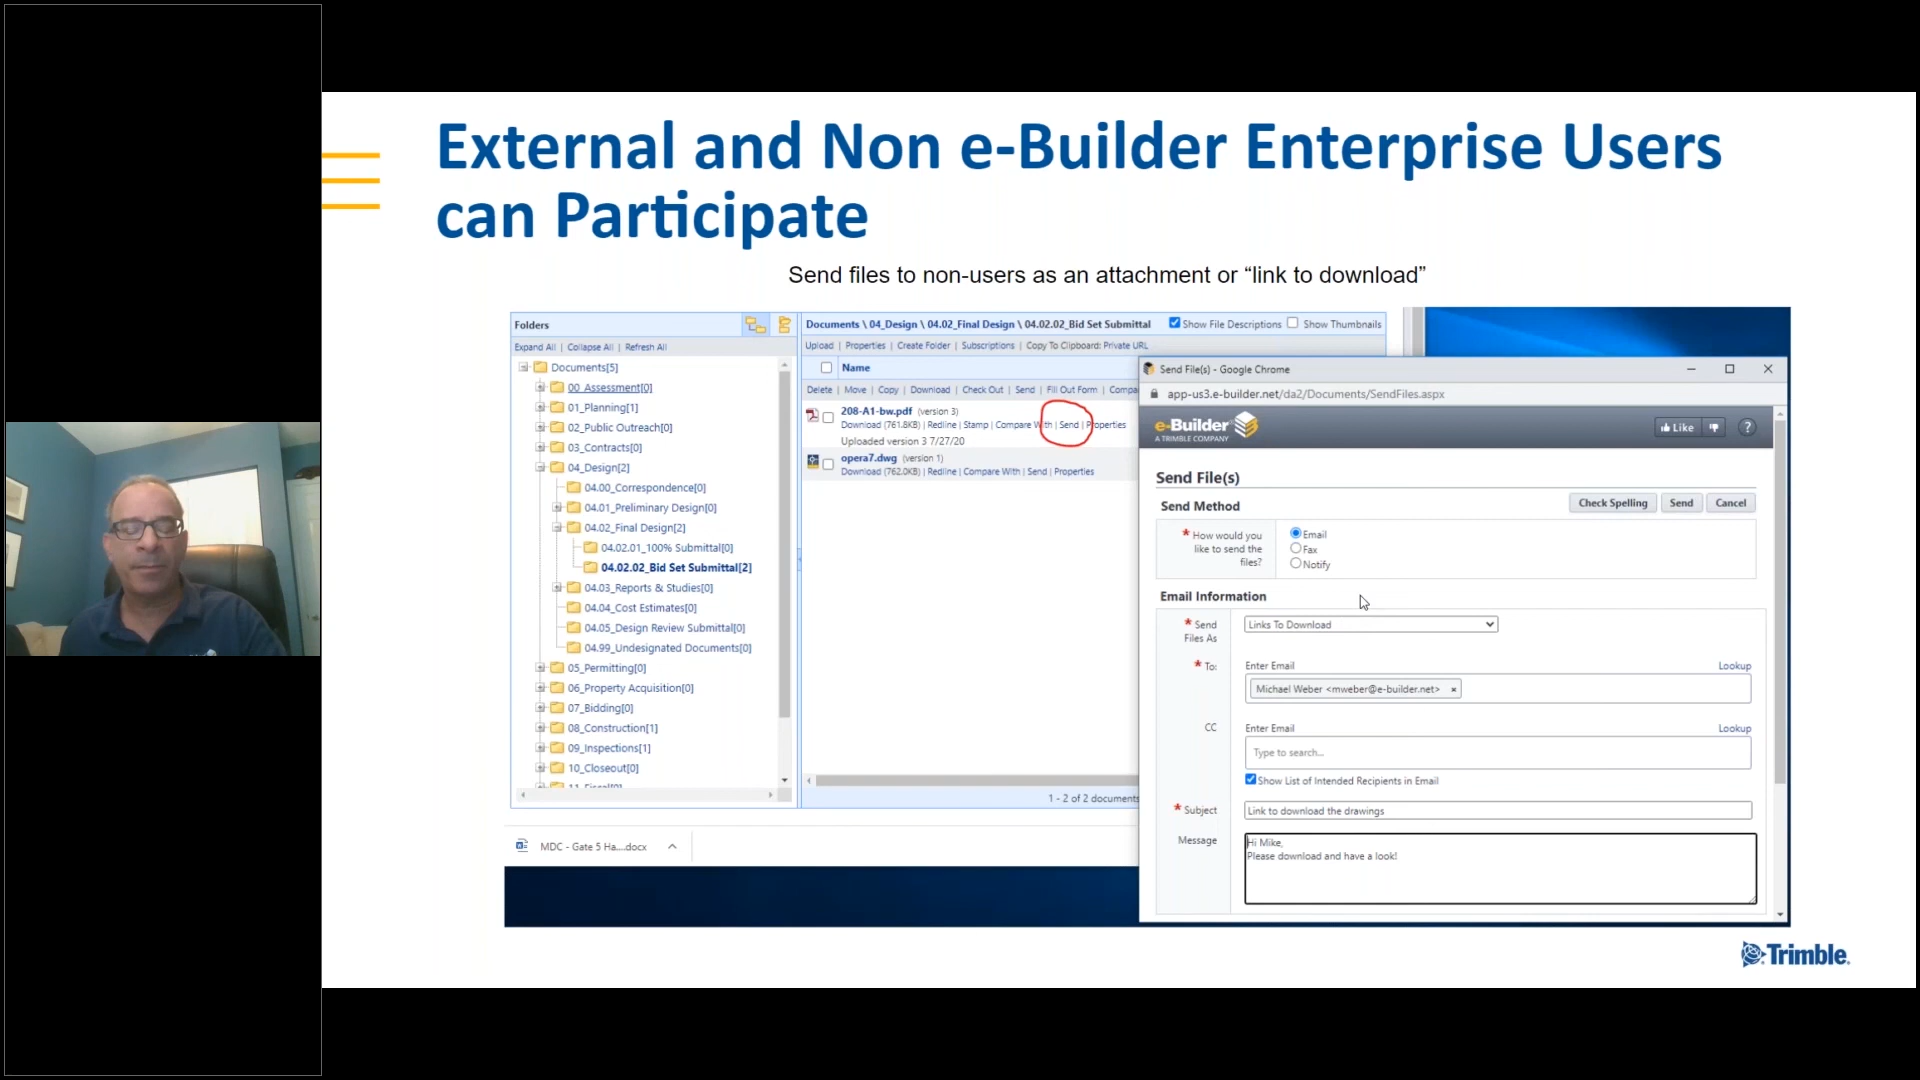 External and Non e-Builder Enterprise Users
can Participate
Send files to non-users as an attachment or “link to download”
Folders
Expand All | Collapse All | Refresh All
Documents[5]
00_Assessment[0]
01_Planning[1]
02_Public Outreach[0]
03_Contracts[0]
04_Design[2]
04.00_Correspondence[0]
04.01_Preliminary Design[0]
04.02_Final Design[2]
04.02.01_100% Submittal[0]
04.02.02_Bid Set Submittal[2]
04.03_Reports & Studies[0]
04.04_Cost Estimates[0]
04.05_Design Review Submittal[0]
04.99_Undesignated Documents[0]
05_Permitting[0]
06_Property Acquisition[0]
07_Bidding[0]
08_Construction[1]
09_Inspections[1]
10_Closeout[0]
11_Fiscal[0]
Documents \ 04_Design \ 04.02_Final Design \ 04.02.02_Bid Set Submittal
Show File Descriptions Show Thumbnails
Upload | Properties | Create Folder | Subscriptions | Copy To Clipboard: Private URL
Name
Delete | Move | Copy | Download | Check Out | Send | Fill Out Form | Compa
208-A1-bw.pdf (version 3)
Download (761.8KB) | Redline | Stamp | Compare With | Send | Properties
Uploaded version 3 7/27/20
opera7.dwg (version 1)
Download (762.0KB) | Redline | Compare With | Send | Properties
1 - 2 of 2 documents
MDC - Gate 5 Ha....docx
Send File(s) - Google Chrome
app-us3.e-builder.net/da2/Documents/SendFiles.aspx
e-Builder
A TRIMBLE COMPANY
Like
?
Send File(s)
Send Method
Check Spelling Send Cancel
* How would you
like to send the
files?
Email
Fax
Notify
Email Information
* Send
Files As
Links To Download
* To:
Enter Email Lookup
Michael Weber <mweber@e-builder.net> ×
CC
Enter Email Lookup
Type to search...
Show List of Intended Recipients in Email
* Subject
Link to download the drawings
Message
Hi Mike,
Please download and have a look!
Trimble.